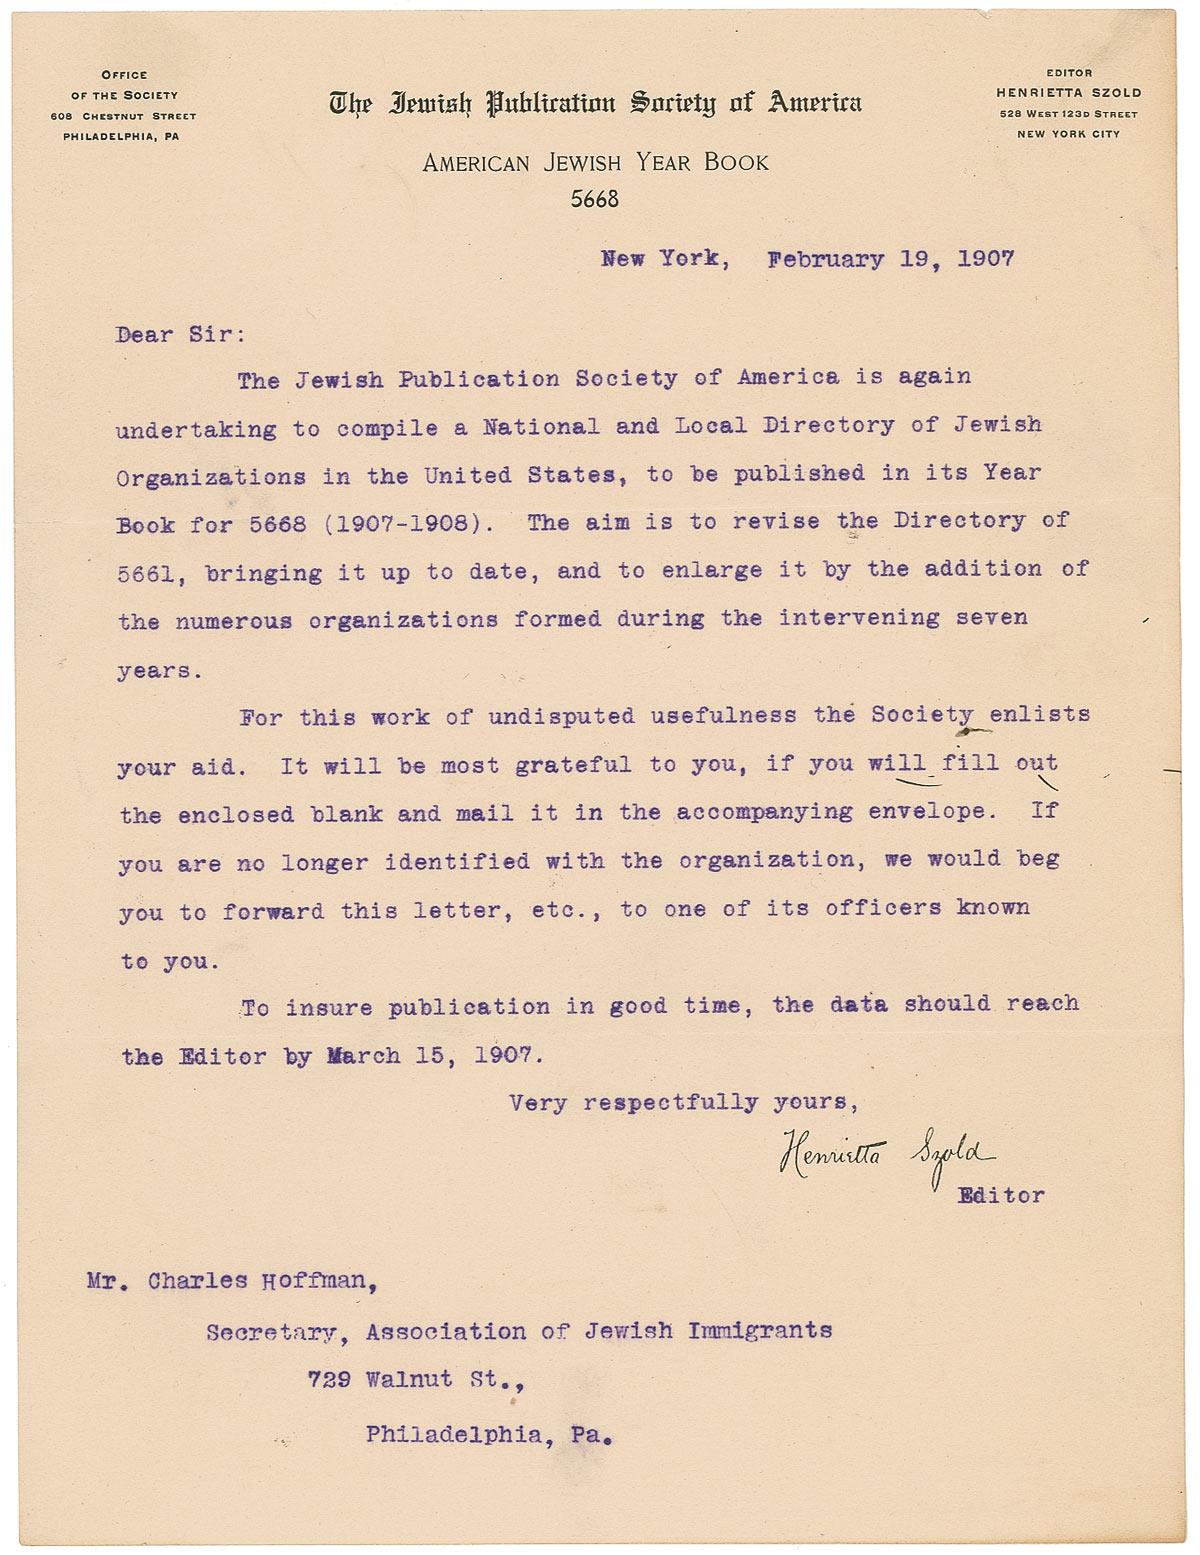 OFFICE
OF THE SOCIETY
608 CHESTNUT STREET
PHILADELPHIA, PA
The Jewish Publication Society of America
AMERICAN JEWISH YEAR BOOK
5668
EDITOR
HENRIETTA SZOLD
528 WEST 123D STREET
NEW YORK CITY
New York, February 19, 1907
Dear Sir:
The Jewish Publication Society of America is again
undertaking to compile a National and Local Directory of Jewish
Organizations in the United States, to be published in its Year
Book for 5668 (1907-1908). The aim is to revise the Directory of
5661, bringing it up to date, and to enlarge it by the addition of
the numerous organizations formed during the intervening seven
years.
For this work of undisputed usefulness the Society enlists
your aid. It will be most grateful to you, if you will fill out
the enclosed blank and mail it in the accompanying envelope. If
you are no longer identified with the organization, we would beg
you to forward this letter, etc., to one of its officers known
to you.
To insure publication in good time, the data should reach
the Editor by March 15, 1907.
Very respectfully yours,
Henrietta Szold
Editor
Mr. Charles Hoffman,
Secretary, Association of Jewish Immigrants
729 Walnut St.,
Philadelphia, Pa.